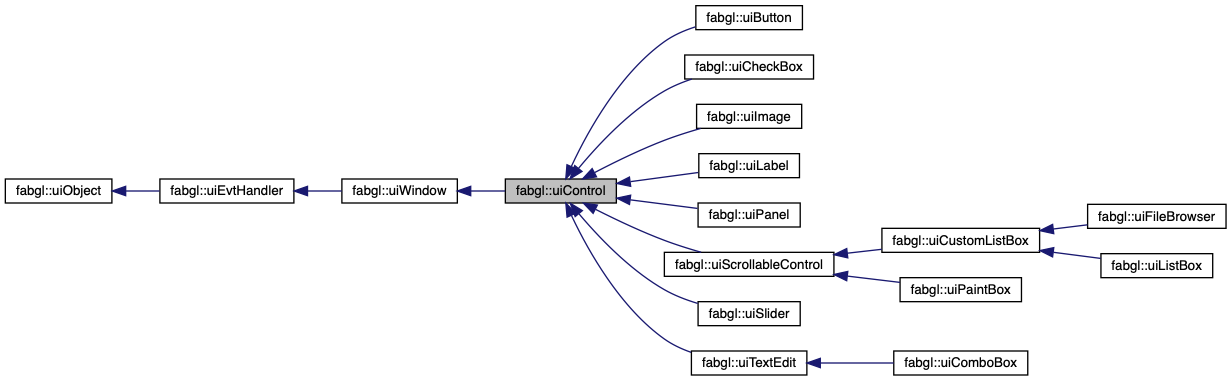 fabgl::uiButton
fabgl::uiCheckBox
fabgl::uiImage
fabgl::uiLabel
fabgl::uiObject
fabgl::uiEvtHandler
fabgl::uiWindow
fabgl::uiControl
fabgl::uiPanel
fabgl::uiFileBrowser
fabgl::uiCustomListBox
fabgl::uiScrollableControl
fabgl::uiListBox
fabgl::uiPaintBox
fabgl::uiSlider
fabgl::uiTextEdit
fabgl::uiComboBox